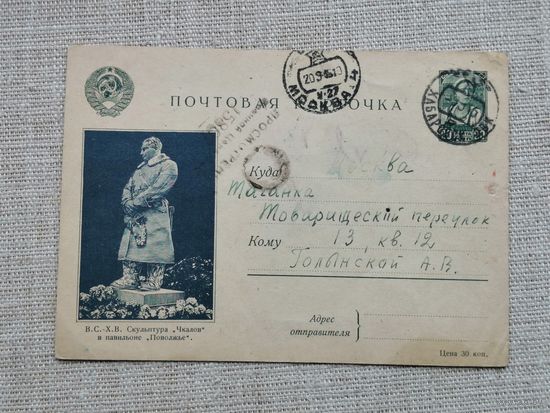 ПОЧТОВАЯ КАРТОЧКА
МОСКВА
Куда
Москва
Таганка
Товарищеский переулок
Кому
13, кв. 12,
Голынской А.В.
В.С.-Х.В. Скульптура „Чкалов“
в павильоне „Поволжье“.
Адрес
отправителя
Цена 30 коп.